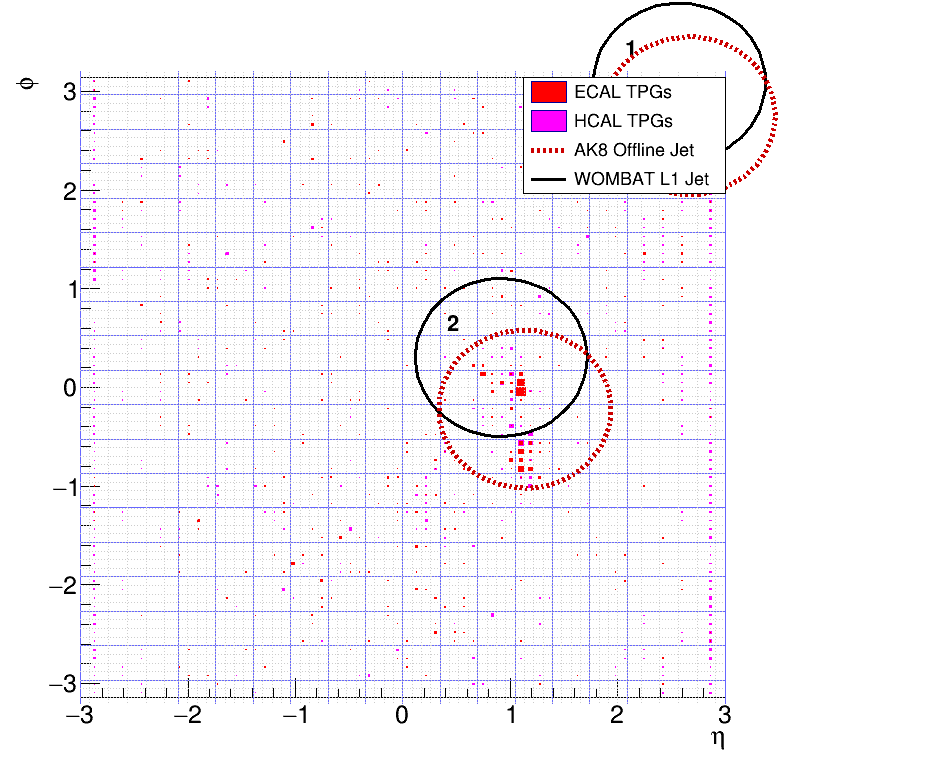 1
ϕ
3
ECAL TPGs
HCAL TPGs
AK8 Offline Jet
WOMBAT L1 Jet
2
1
2
0
−1
−2
−3
−3 −2 −1 0 1 2 3
η